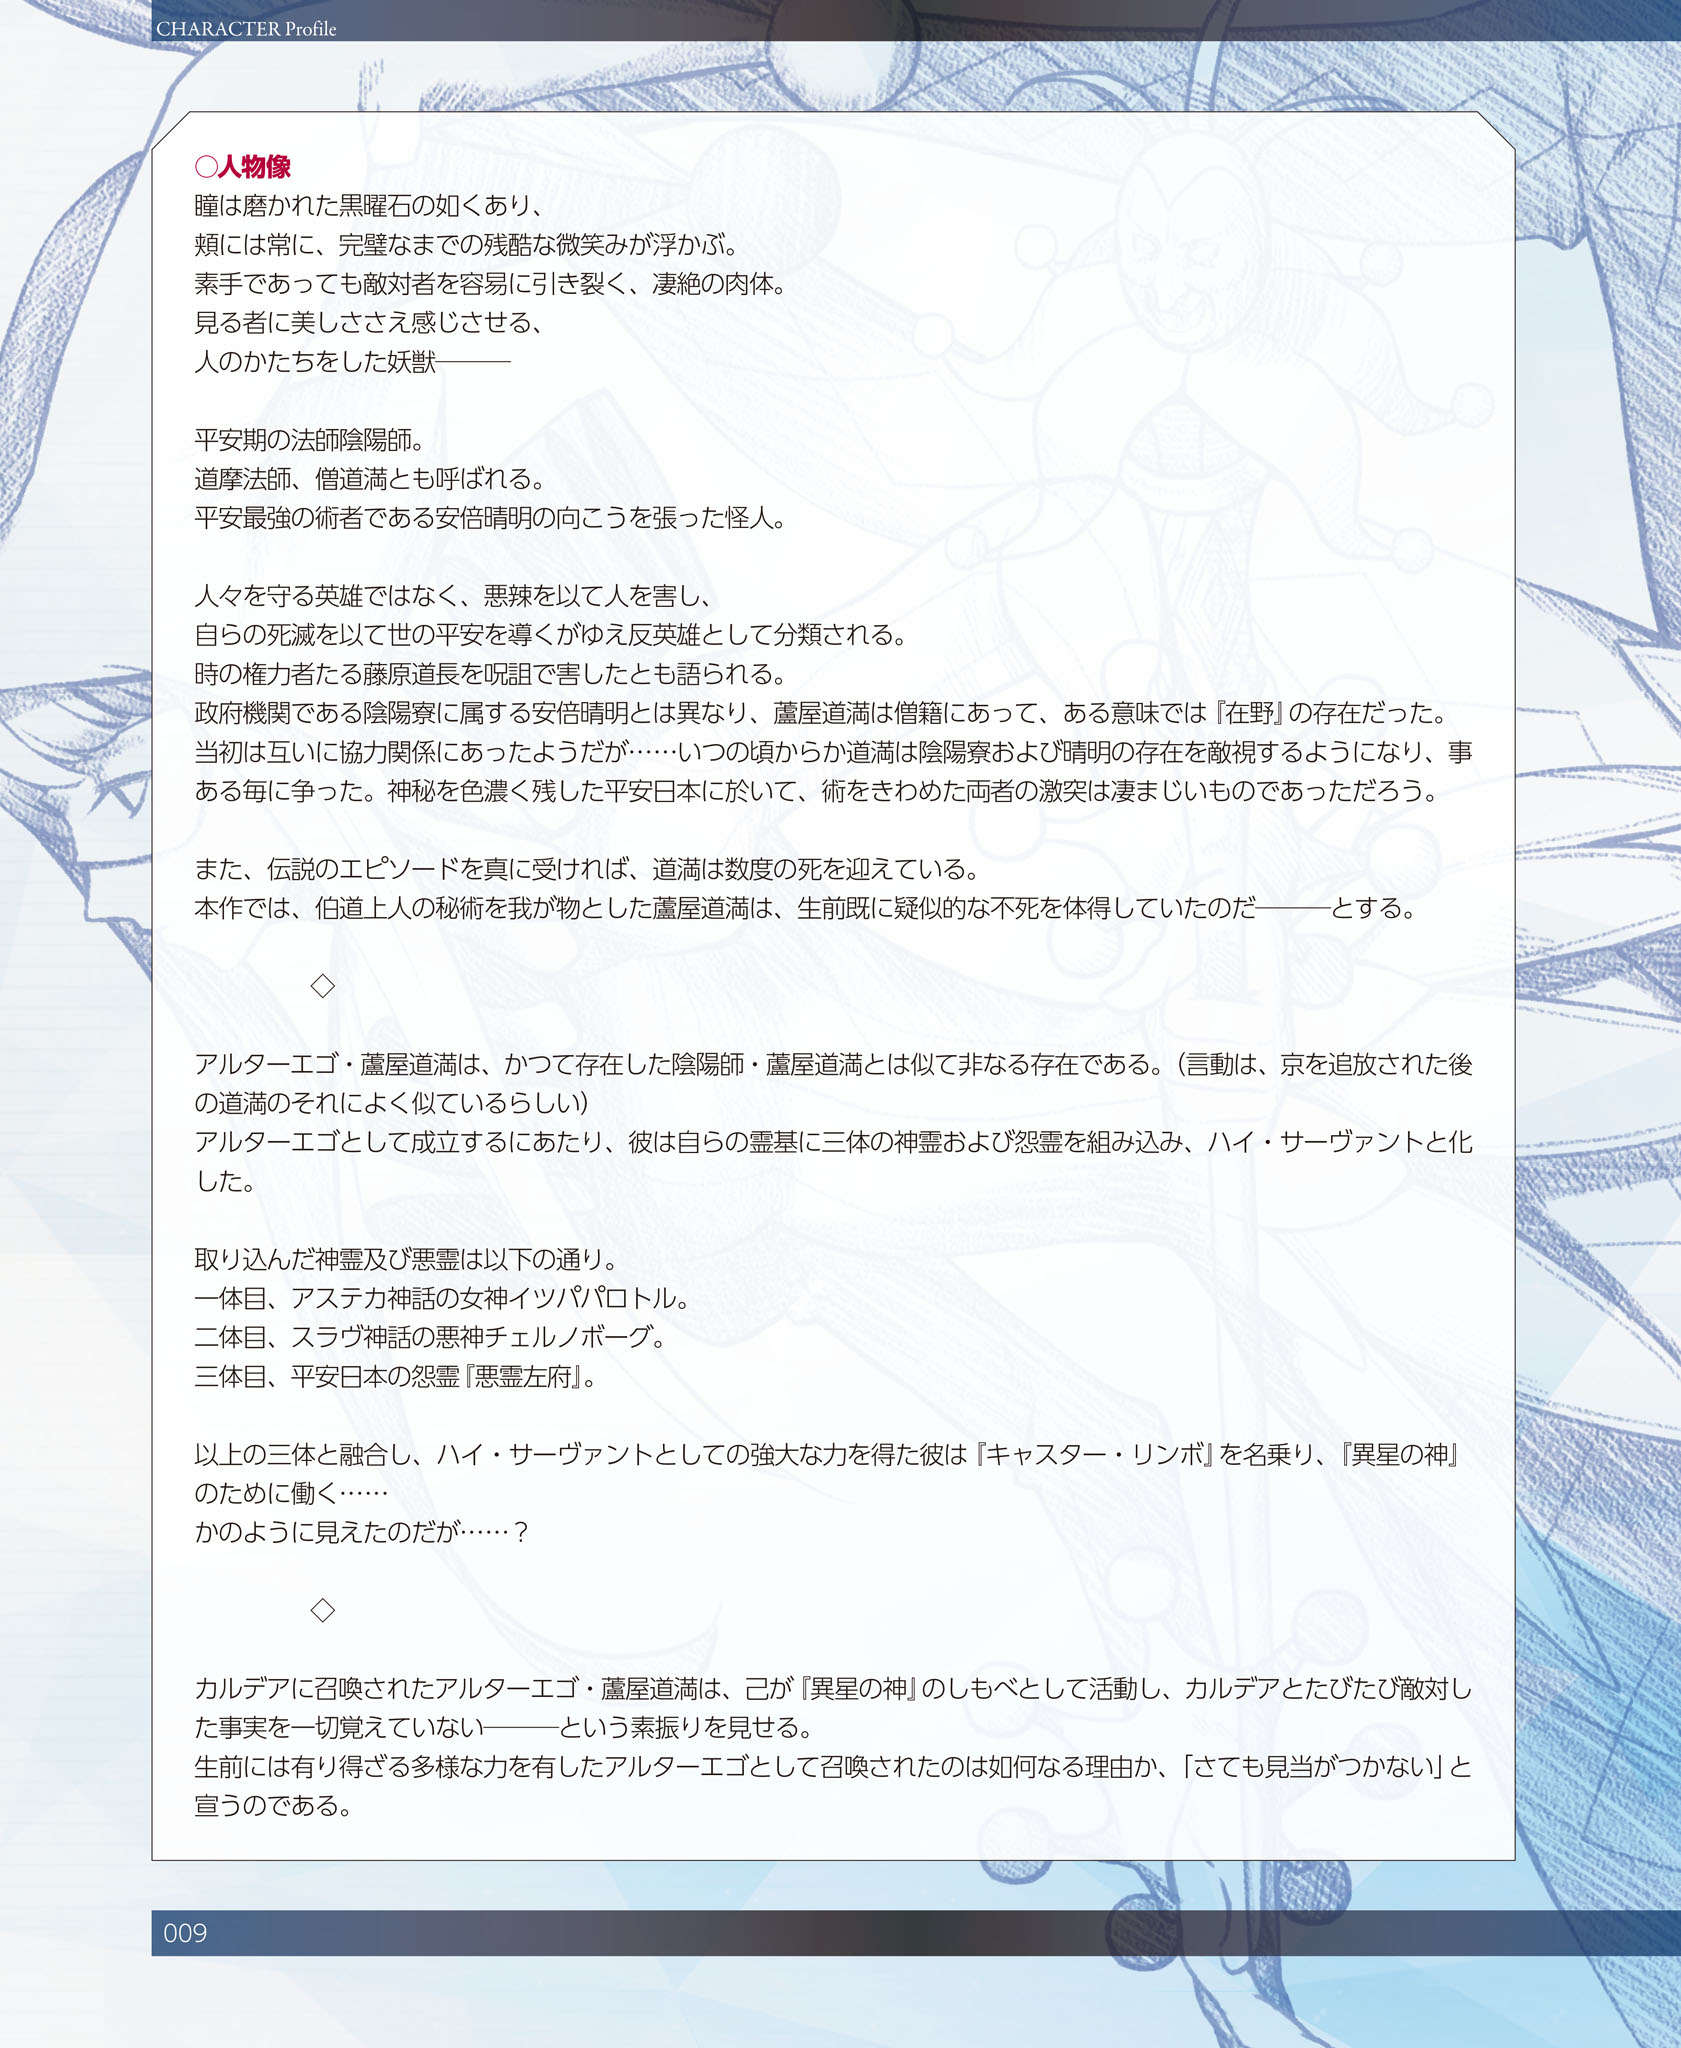 CHARACTER Profile
○人物像
瞳は磨かれた黒曜石の如くあり、
頬には常に、完璧なまでの残酷な微笑みが浮かぶ。
素手であっても敵対者を容易に引き裂く、凄絶の肉体。
見る者に美しささえ感じさせる、
人のかたちをした妖獣―――
平安期の法師陰陽師。
道摩法師、僧道満とも呼ばれる。
平安最強の術者である安倍晴明の向こうを張った怪人。
人々を守る英雄ではなく、悪辣を以て人を害し、
自らの死滅を以て世の平安を導くがゆえ反英雄として分類される。
時の権力者たる藤原道長を呪詛で害したとも語られる。
政府機関である陰陽寮に属する安倍晴明とは異なり、蘆屋道満は僧籍にあって、ある意味では『在野』の存在だった。
当初は互いに協力関係にあったようだが……いつの頃からか道満は陰陽寮および晴明の存在を敵視するようになり、事
ある毎に争った。神秘を色濃く残した平安日本に於いて、術をきわめた両者の激突は凄まじいものであっただろう。
また、伝説のエピソードを真に受ければ、道満は数度の死を迎えている。
本作では、伯道上人の秘術を我が物とした蘆屋道満は、生前既に疑似的な不死を体得していたのだ―――とする。
◇
アルターエゴ・蘆屋道満は、かつて存在した陰陽師・蘆屋道満とは似て非なる存在である。（言動は、京を追放された後
の道満のそれによく似ているらしい）
アルターエゴとして成立するにあたり、彼は自らの霊基に三体の神霊および怨霊を組み込み、ハイ・サーヴァントと化
した。
取り込んだ神霊及び悪霊は以下の通り。
一体目、アステカ神話の女神イツパパロトル。
二体目、スラヴ神話の悪神チェルノボーグ。
三体目、平安日本の怨霊『悪霊左府』。
以上の三体と融合し、ハイ・サーヴァントとしての強大な力を得た彼は『キャスター・リンボ』を名乗り、『異星の神』
のために働く……
かのように見えたのだが……？
◇
カルデアに召喚されたアルターエゴ・蘆屋道満は、己が『異星の神』のしもべとして活動し、カルデアとたびたび敵対し
た事実を一切覚えていない―――という素振りを見せる。
生前には有り得ざる多様な力を有したアルターエゴとして召喚されたのは如何なる理由か、「さても見当がつかない」と
宣うのである。
009